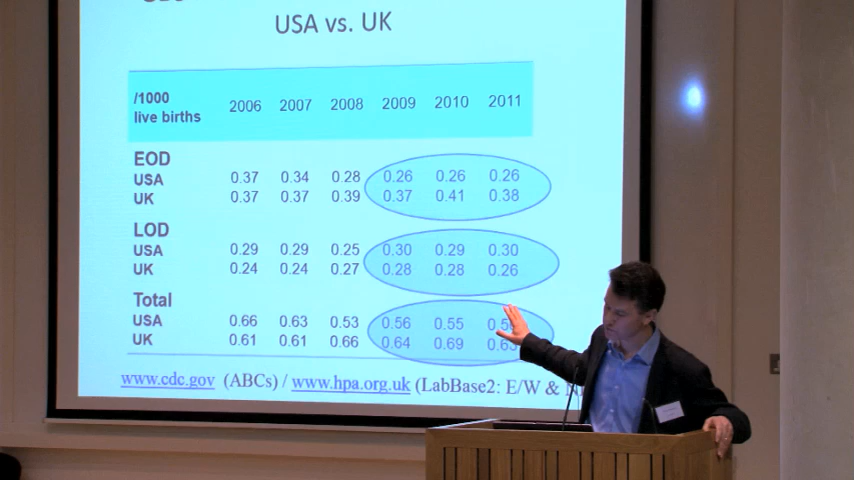 USA vs. UK
/1000
live births 2006 2007 2008 2009 2010 2011
EOD
USA 0.37 0.34 0.28 0.26 0.26 0.26
UK 0.37 0.37 0.39 0.37 0.41 0.38
LOD
USA 0.29 0.29 0.25 0.30 0.29 0.30
UK 0.24 0.24 0.27 0.28 0.28 0.26
Total
USA 0.66 0.63 0.53 0.56 0.55
UK 0.61 0.61 0.66 0.64 0.69
www.cdc.gov (ABCs) / www.hpa.org.uk (LabBase2: E/W &